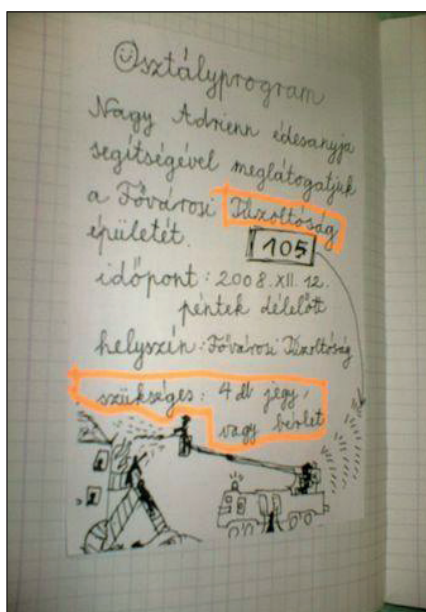 Osztályprogram
Nagy Adrienn édesanyja
segítségével meglátogatjuk
a Fővárosi Tűzoltóság
épületét.
105
időpont: 2008. XII. 12.
péntek délelőtt
helyszín: Fővárosi Tűzoltóság
szükséges: 4 db jegy,
vagy bérlet